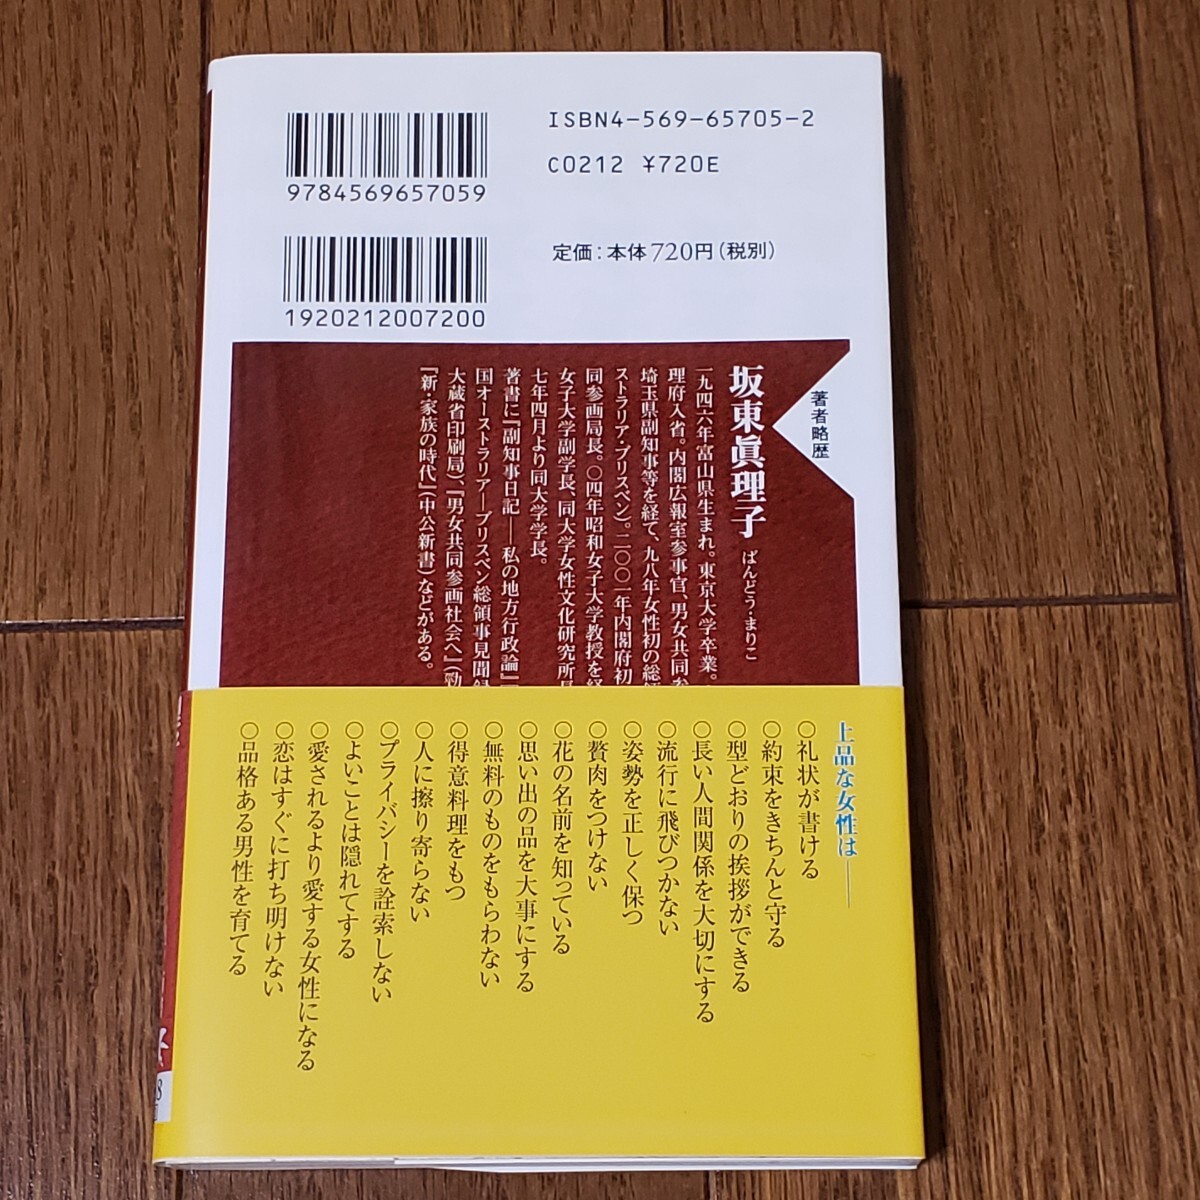 ISBN4-569-65705-2
C0212 ¥720E
9784569657059
定価：本体720円（税別）
1920212007200
著者略歴
坂東眞理子 ばんどう・まりこ
一九四六年富山県生まれ。東京大学卒業。
理府入省。内閣広報室参事官、男女共同参
埼玉県副知事等を経て、九八年女性初の総領
ストラリア・ブリスベン）。二〇〇一年内閣府初
同参画局長。〇四年昭和女子大学教授を経
女子大学副学長、同大学女性文化研究所長
七年四月より同大学学長。
著書に『副知事日記――私の地方行政論』
国オーストラリア―ブリスベン総領事見聞録
大蔵省印刷局）、『男女共同参画社会へ』（勁
『新・家族の時代』（中公新書）などがある。
上品な女性は――
○礼状が書ける
○約束をきちんと守る
○型どおりの挨拶ができる
○長い人間関係を大切にする
○流行に飛びつかない
○姿勢を正しく保つ
○贅肉をつけない
○花の名前を知っている
○思い出の品を大事にする
○無料のものをもらわない
○得意料理をもつ
○人に擦り寄らない
○プライバシーを詮索しない
○よいことは隠れてする
○愛されるより愛する女性になる
○恋はすぐに打ち明けない
○品格ある男性を育てる